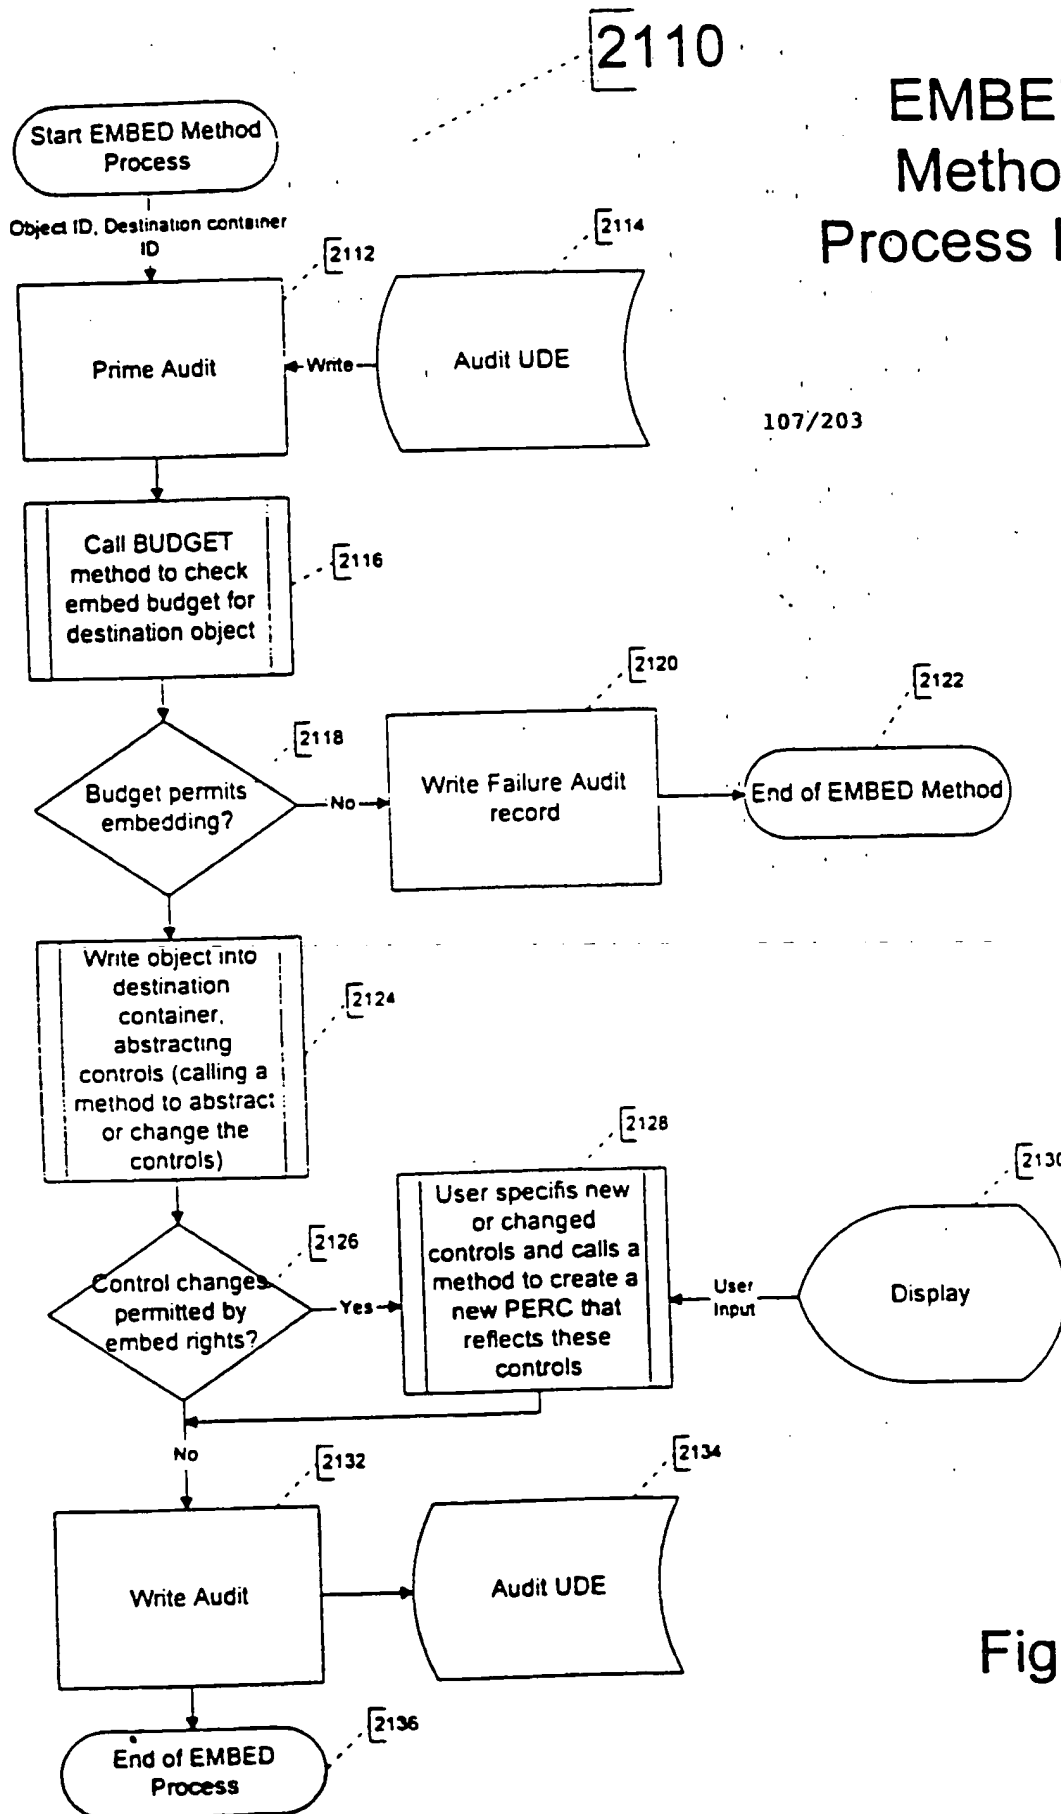 2110
EMBE
Metho
Process I
Start EMBED Method
Process
Object ID, Destination container
ID
2112
2114
Prime Audit
Write
Audit UDE
107/203
Call BUDGET
method to check
embed budget for
destination object
2116
2118
2120
2122
Budget permits
embedding?
No
Write Failure Audit
record
End of EMBED Method
Write object into
destination
container,
abstracting
controls (calling a
method to abstract
or change the
controls)
2124
2126
2128
2130
Control changes
permitted by
embed rights?
Yes
User specifis new
or changed
controls and calls a
method to create a
new PERC that
reflects these
controls
User
Input
Display
No
2132
2134
Write Audit
Audit UDE
Fig
2136
End of EMBED
Process